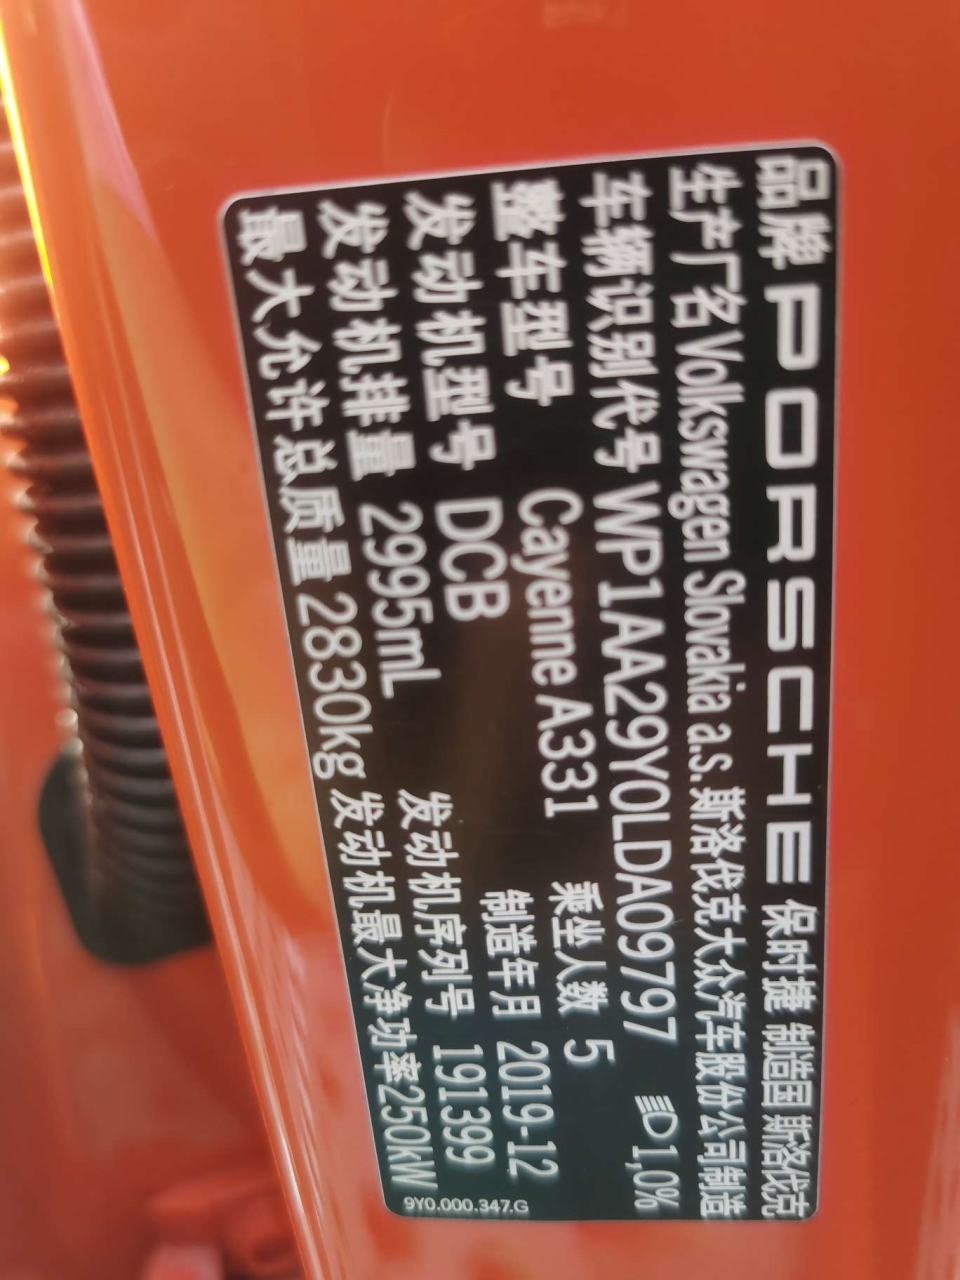 品牌 PORSCHE 保时捷 制造国 斯洛伐克
生产厂名 Volkswagen Slovakia a.s. 斯洛伐克大众汽车股份公司制造
车辆识别代号 WP1AA29Y0LDA09797 1,0%
整车型号 Cayenne A331 乘坐人数 5
发动机型号 DCB 制造年月 2019-12
发动机排量 2995mL 发动机序列号 191399
最大允许总质量 2830kg 发动机最大净功率250kW
9Y0.000.347.G